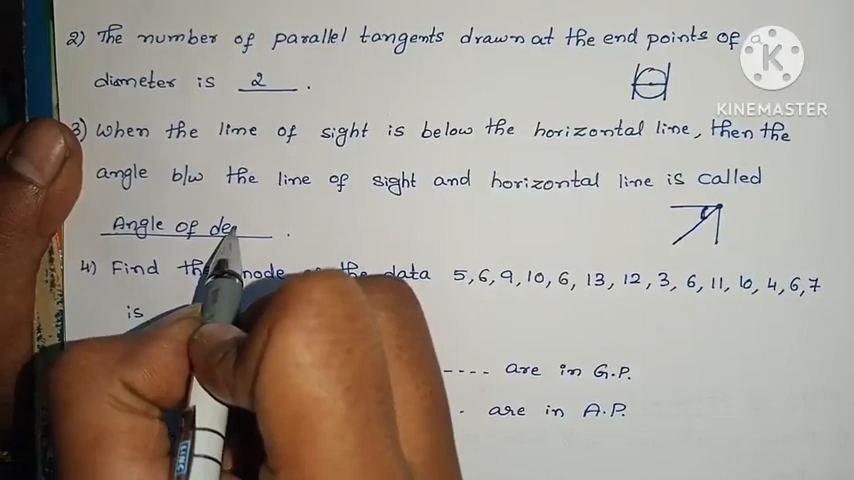 2) The number of parallel tangents drawn at the end points of a
diameter is 2.
KINEMASTER
3) When the line of sight is below the horizontal line, then the
angle b/w the line of sight and horizontal line is called
Angle of de .
4) Find the mode the data 5, 6, 9, 10, 6, 13, 12, 3, 6, 11, 10, 4, 6, 7
is
---- are in G.P.
. are in A.P.